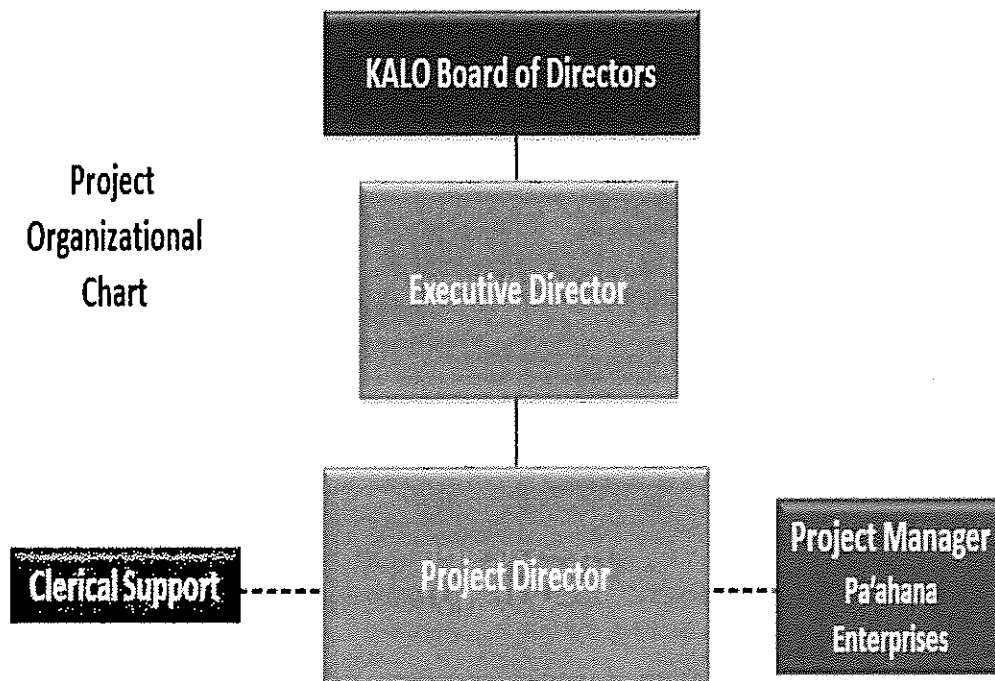 KALO Board of Directors
Project
Organizational
Chart
Executive Director
Clerical Support
Project Director
Project Manager
Pa'ahana
Enterprises